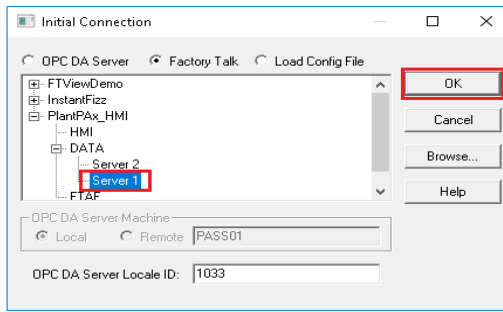 Initial Connection
OPC DA Server Factory Talk Load Config File
FTViewDemo
InstantFizz
PlantPAx_HMI
HMI
DATA
Server 2
Server 1
FTAE
OK
Cancel
Browse...
Help
OPC DA Server Machine
Local Remote PASS01
OPC DA Server Locale ID: 1033